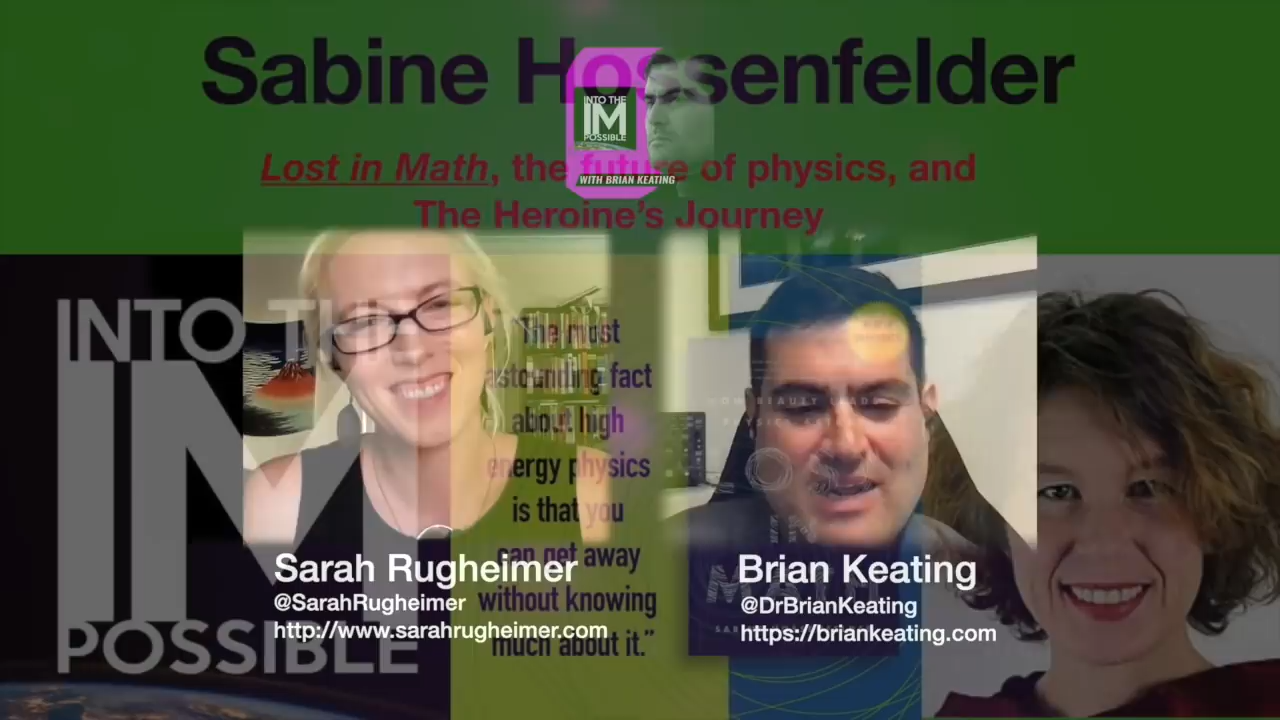 Sabine Hossenfelder
INTO THE
IM
POSSIBLE
WITH BRIAN KEATING
Lost in Math, the future of physics, and
The Heroine's Journey
INTO THE
IM
POSSIBLE
The most
astounding fact
about high
energy physics
is that you
can get away
without knowing
much about it.”
MATH
Sarah Rugheimer
@SarahRugheimer
http://www.sarahrugheimer.com
Brian Keating
@DrBrianKeating
https://briankeating.com